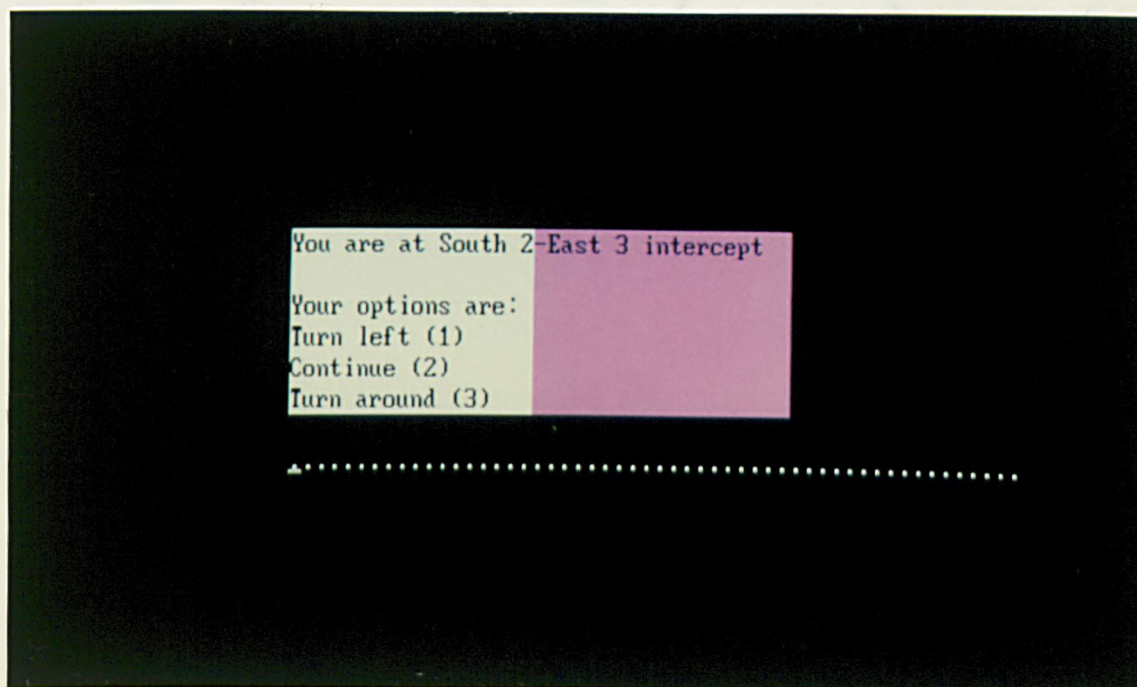 You are at South 2-East 3 intercept
Your options are:
Turn left (1)
Continue (2)
Turn around (3)